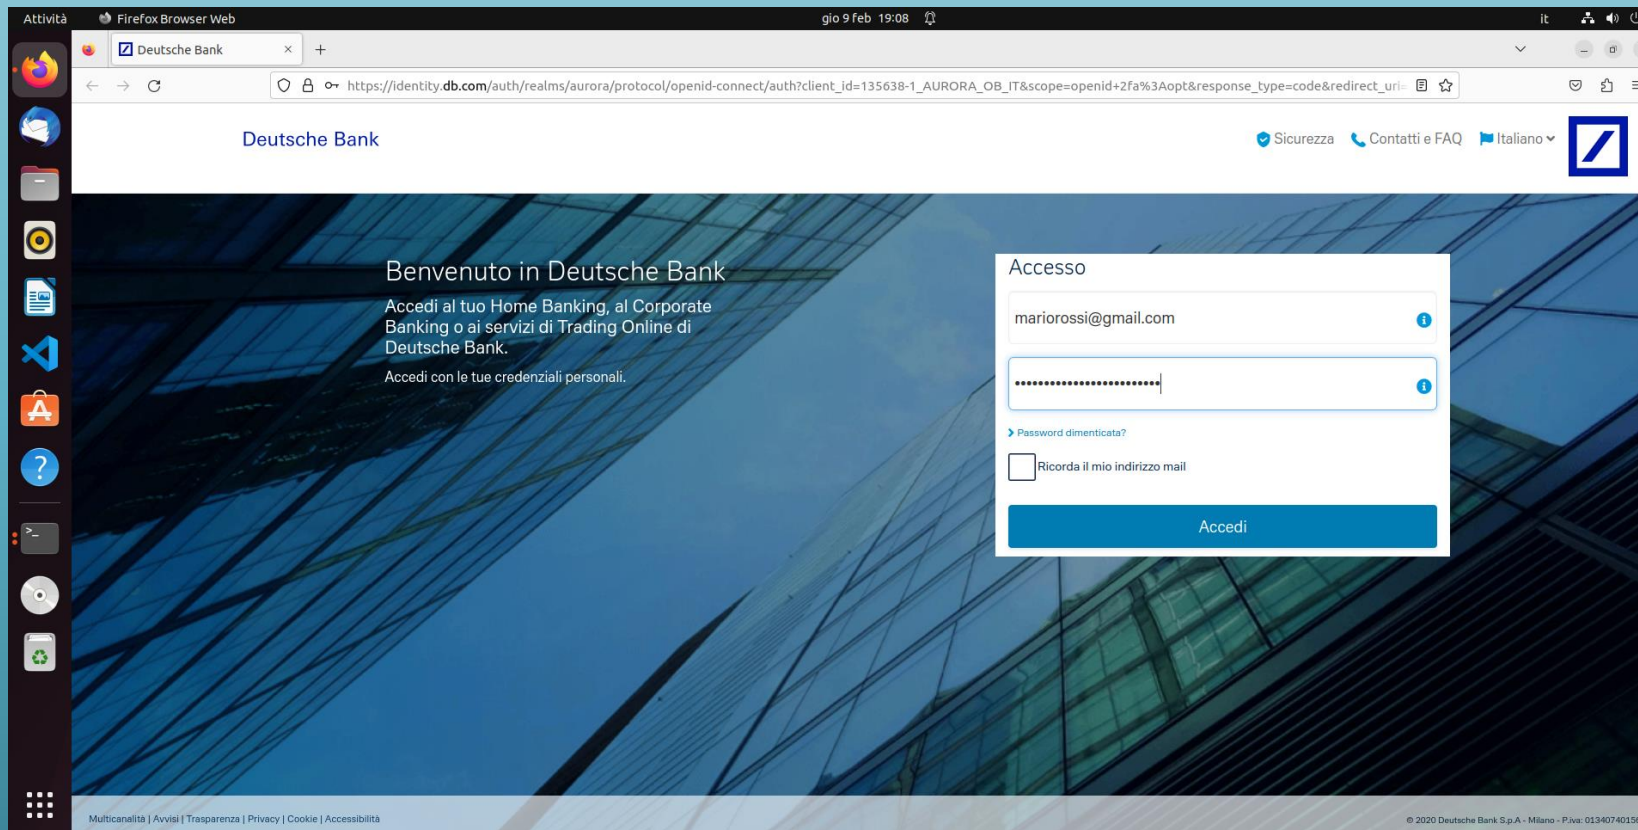 Attività
Firefox Browser Web
gio 9 feb 19:08
it
Deutsche Bank
https://identity.db.com/auth/realms/aurora/protocol/openid-connect/auth?client_id=135638-1_AURORA_OB_IT&scope=openid+2fa%3Aopt&response_type=code&redirect_uri=
Deutsche Bank
Sicurezza
Contatti e FAQ
Italiano
Benvenuto in Deutsche Bank
Accedi al tuo Home Banking, al Corporate
Banking o ai servizi di Trading Online di
Deutsche Bank.
Accedi con le tue credenziali personali.
Accesso
mariorossi@gmail.com
•••••••••••••••••••••••••
Password dimenticata?
Ricorda il mio indirizzo mail
Accedi
Multicanalità | Avvisi | Trasparenza | Privacy | Cookie | Accessibilità
© 2020 Deutsche Bank S.p.A - Milano - P.iva: 01340740156